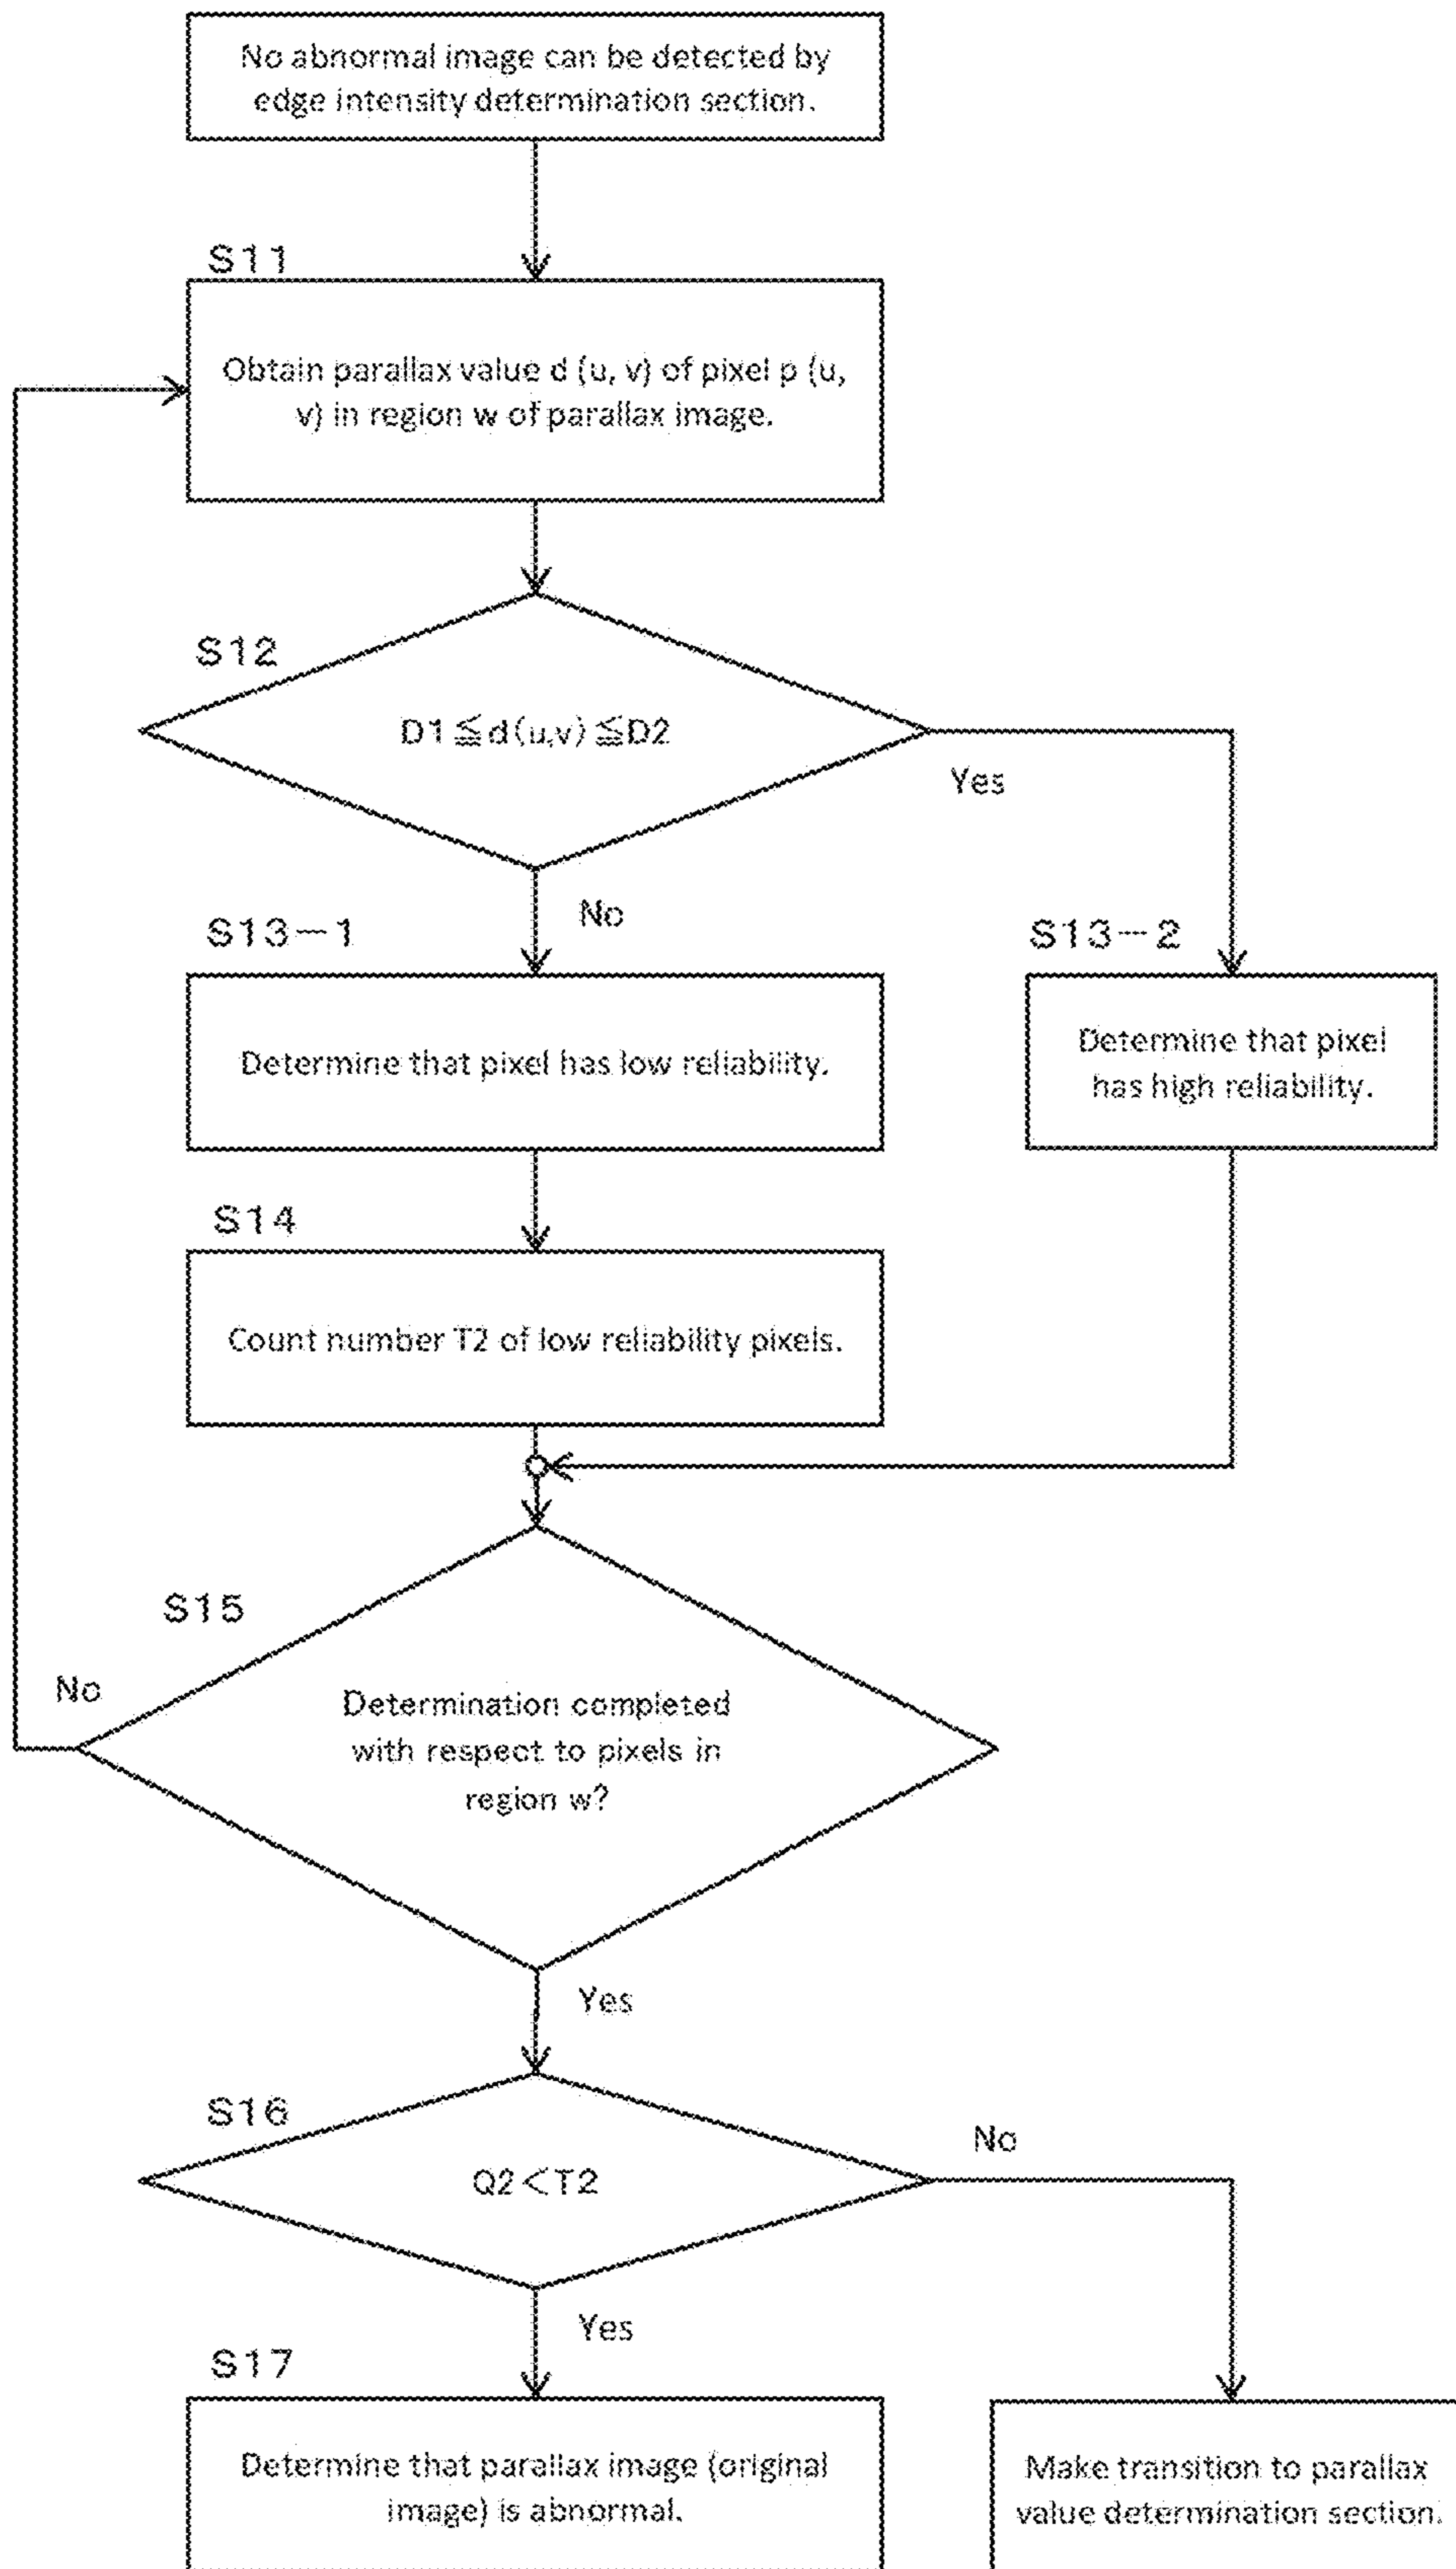 No abnormal image can be detected by
edge intensity determination section.
S11
Obtain parallax value d (u, v) of pixel p (u,
v) in region w of parallax image.
S12
D1≦d(u,v)≦D2
Yes
No
S13-1
S13-2
Determine that pixel has low reliability.
Determine that pixel
has high reliability.
S14
Count number T2 of low reliability pixels.
S15
No
Determination completed
with respect to pixels in
region w?
Yes
S16
No
Q2<T2
Yes
S17
Determine that parallax image (original
image) is abnormal.
Make transition to parallax
value determination section.